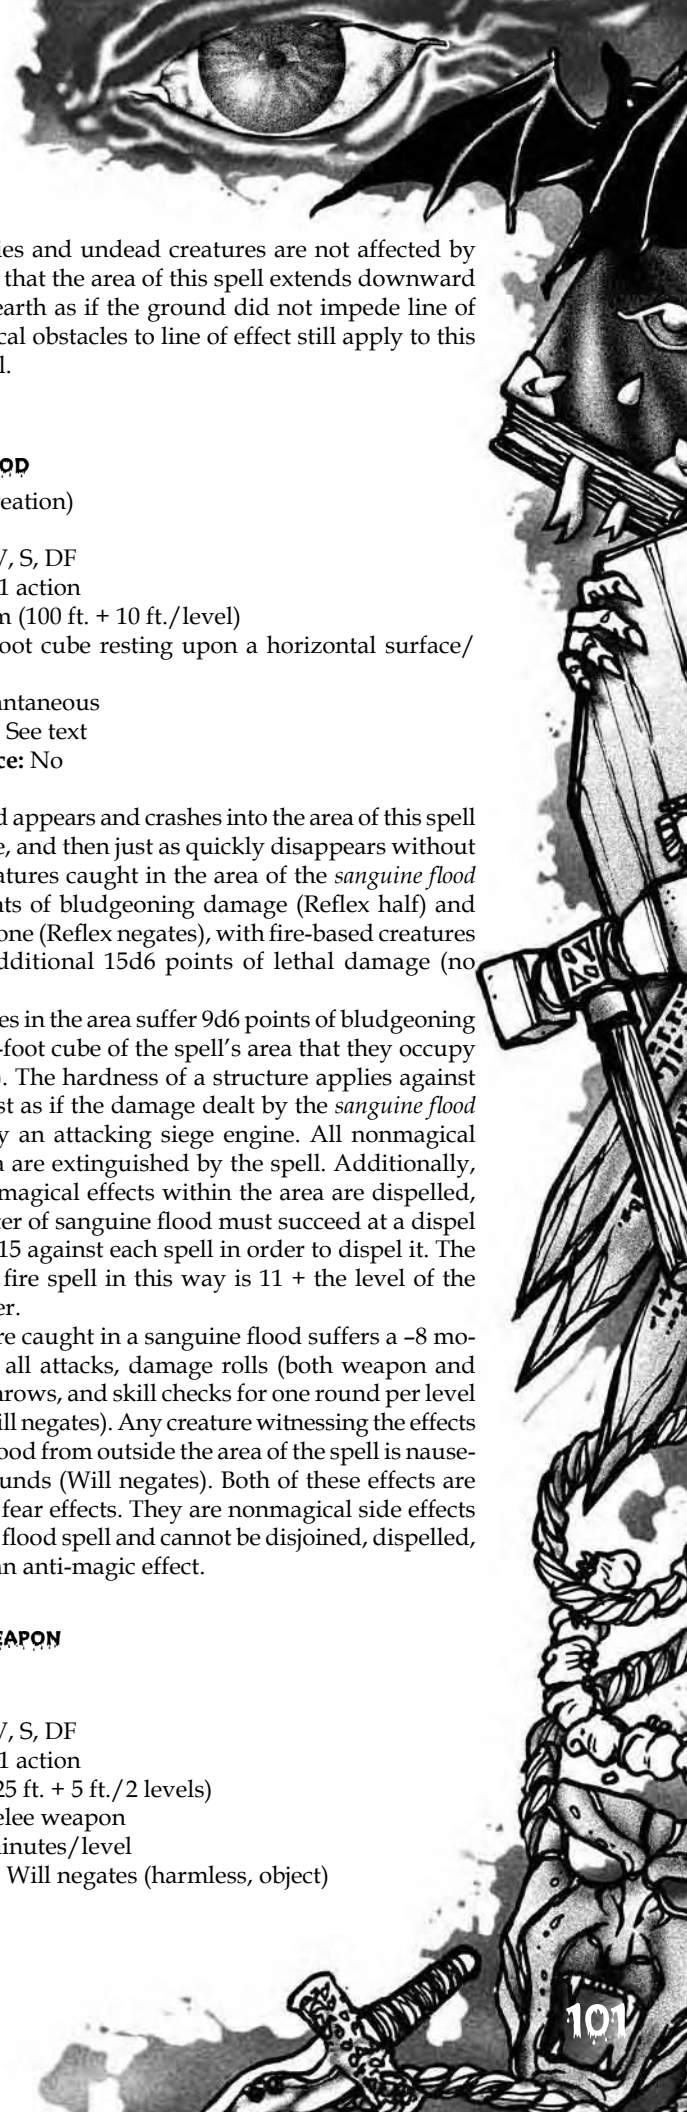 ies and undead creatures are not affected by
that the area of this spell extends downward
earth as if the ground did not impede line of
cal obstacles to line of effect still apply to this
l.
OD
eation)
V, S, DF
1 action
m (100 ft. + 10 ft./level)
oot cube resting upon a horizontal surface/
antaneous
See text
ce: No
d appears and crashes into the area of this spell
e, and then just as quickly disappears without
atures caught in the area of the sanguine flood
nts of bludgeoning damage (Reflex half) and
one (Reflex negates), with fire-based creatures
dditional 15d6 points of lethal damage (no
es in the area suffer 9d6 points of bludgeoning
-foot cube of the spell's area that they occupy
). The hardness of a structure applies against
st as if the damage dealt by the sanguine flood
y an attacking siege engine. All nonmagical
a are extinguished by the spell. Additionally,
magical effects within the area are dispelled,
ter of sanguine flood must succeed at a dispel
15 against each spell in order to dispel it. The
fire spell in this way is 11 + the level of the
er.
re caught in a sanguine flood suffers a –8 mo-
all attacks, damage rolls (both weapon and
hrows, and skill checks for one round per level
ill negates). Any creature witnessing the effects
ood from outside the area of the spell is nause-
unds (Will negates). Both of these effects are
fear effects. They are nonmagical side effects
flood spell and cannot be disjoined, dispelled,
an anti-magic effect.
EAPON
V, S, DF
1 action
25 ft. + 5 ft./2 levels)
elee weapon
inutes/level
Will negates (harmless, object)
101